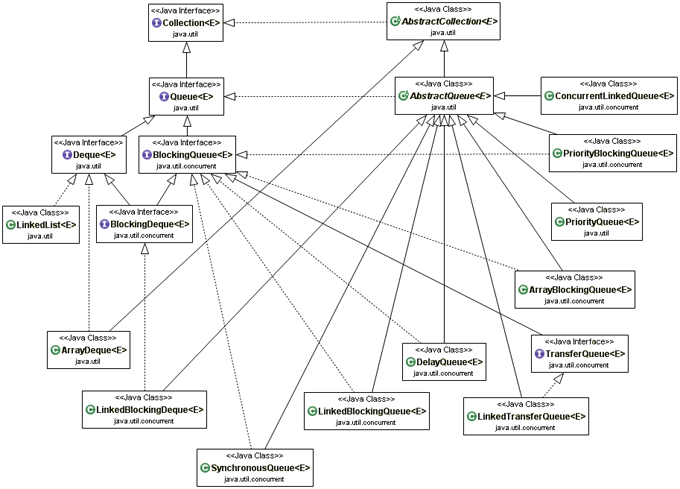 <<Java Interface>>
Collection<E>
java.util
<<Java Class>>
AbstractCollection<E>
java.util
<<Java Interface>>
Queue<E>
java.util
<<Java Class>>
AbstractQueue<E>
java.util
<<Java Class>>
ConcurrentLinkedQueue<E>
java.util.concurrent
<<Java Interface>>
Deque<E>
java.util
<<Java Interface>>
BlockingQueue<E>
java.util.concurrent
<<Java Class>>
PriorityBlockingQueue<E>
java.util.concurrent
<<Java Class>>
LinkedList<E>
java.util
<<Java Interface>>
BlockingDeque<E>
java.util.concurrent
<<Java Class>>
PriorityQueue<E>
java.util
<<Java Class>>
ArrayBlockingQueue<E>
java.util.concurrent
<<Java Class>>
ArrayDeque<E>
java.util
<<Java Class>>
DelayQueue<E>
java.util.concurrent
<<Java Interface>>
TransferQueue<E>
java.util.concurrent
<<Java Class>>
LinkedBlockingDeque<E>
java.util.concurrent
<<Java Class>>
LinkedBlockingQueue<E>
java.util.concurrent
<<Java Class>>
LinkedTransferQueue<E>
java.util.concurrent
<<Java Class>>
SynchronousQueue<E>
java.util.concurrent